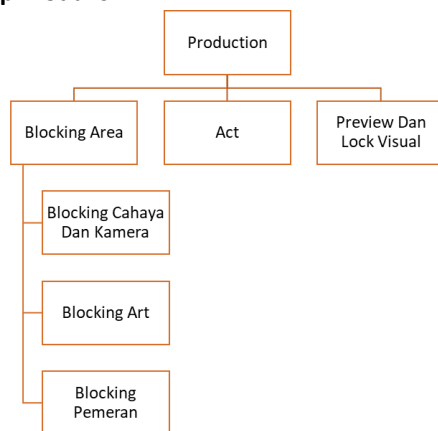 Production
Blocking Area
Act
Preview Dan
Lock Visual
Blocking Cahaya
Dan Kamera
Blocking Art
Blocking
Pemeran